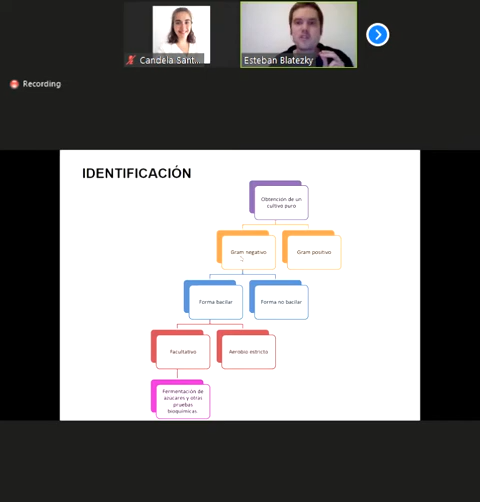 Candela Sant...
Esteban Blatezky
Recording
IDENTIFICACIÓN
Obtención de un
cultivo puro
Gram negativo
Gram positivo
Forma bacilar
Forma no bacilar
Facultativo
Aerobio estricto
Fermentación de
azucares y otras
pruebas
bioquímicas